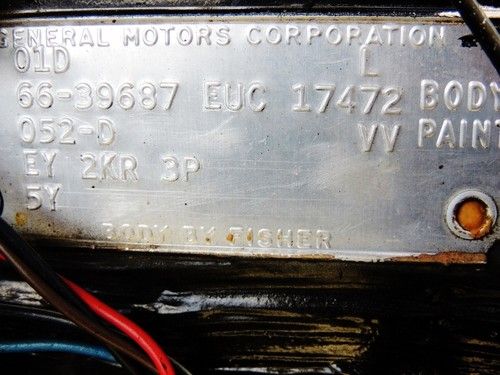 GENERAL MOTORS CORPORATION
01D L
66-39687 EUC 17472 BODY
052-D VV PAINT
EY 2KR 3P
5Y
BODY BY FISHER